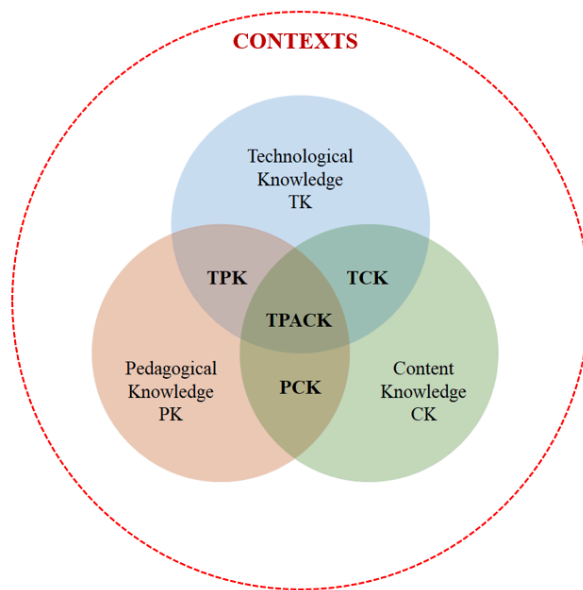 CONTEXTS
Technological
Knowledge
TK
TPK
TCK
TPACK
Pedagogical
Knowledge
PK
PCK
Content
Knowledge
CK